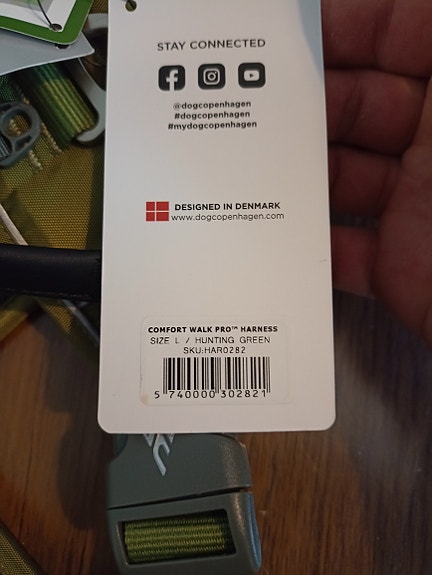 STAY CONNECTED
@dogcopenhagen
#dogcopenhagen
#mydogcopenhagen
DESIGNED IN DENMARK
www.dogcopenhagen.com
COMFORT WALK PRO™ HARNESS
SIZE L / HUNTING GREEN
SKU:HAR0282
5 740000 302821